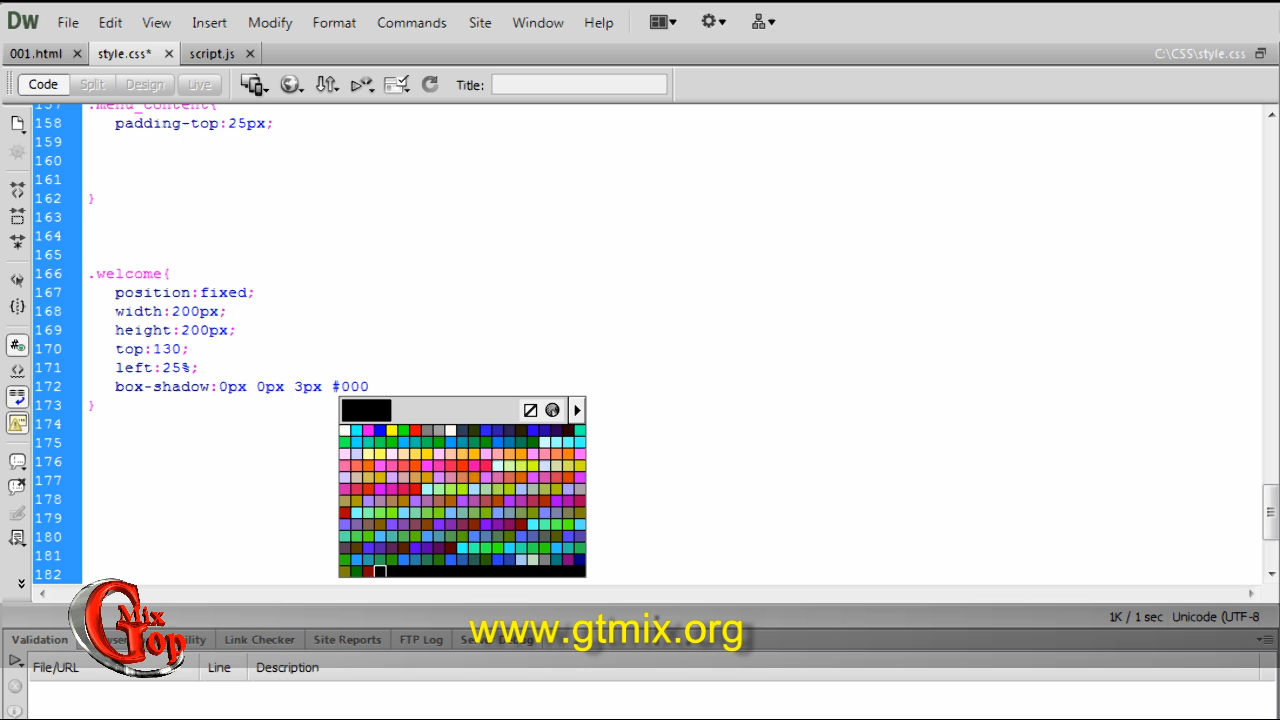 Dw File Edit View Insert Modify Format Commands Site Window Help
001.html style.css* script.js C:\CSS\style.css
Code Split Design Live Title:
157 .menu_content{
158 padding-top:25px;
159
160
161
162 }
163
164
165
166 .welcome{
167 position:fixed;
168 width:200px;
169 height:200px;
170 top:130;
171 left:25%;
172 box-shadow:0px 0px 3px #000
173 }
174
175
176
177
178
179
180
181
182
1K / 1 sec Unicode (UTF-8
G Mix Top
www.gtmix.org
Validation Link Checker Site Reports FTP Log
File/URL Line Description